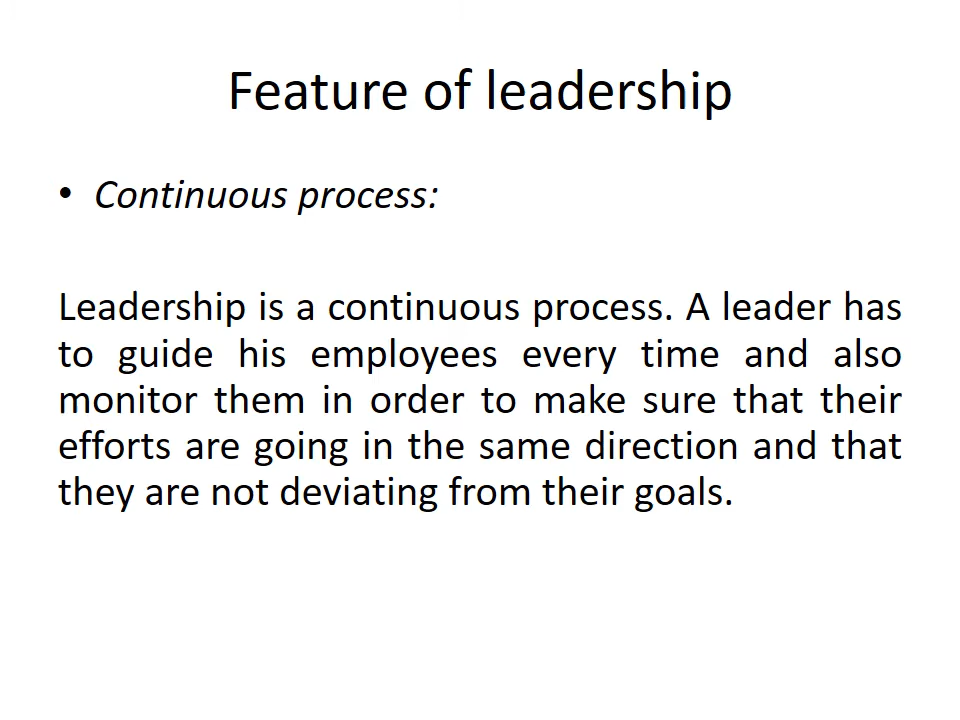 Feature of leadership
• Continuous process:
Leadership is a continuous process. A leader has
to guide his employees every time and also
monitor them in order to make sure that their
efforts are going in the same direction and that
they are not deviating from their goals.